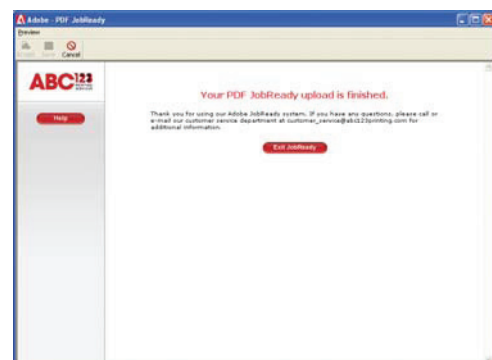 Adobe - PDF JobReady
Preview
Cancel
ABC123
Help
Your PDF JobReady upload is finished.
Thank you for using our Adobe JobReady system. If you have any questions, please call or
e-mail our customer service department at customer_service@abc123printing.com for
additional information.
Exit JobReady